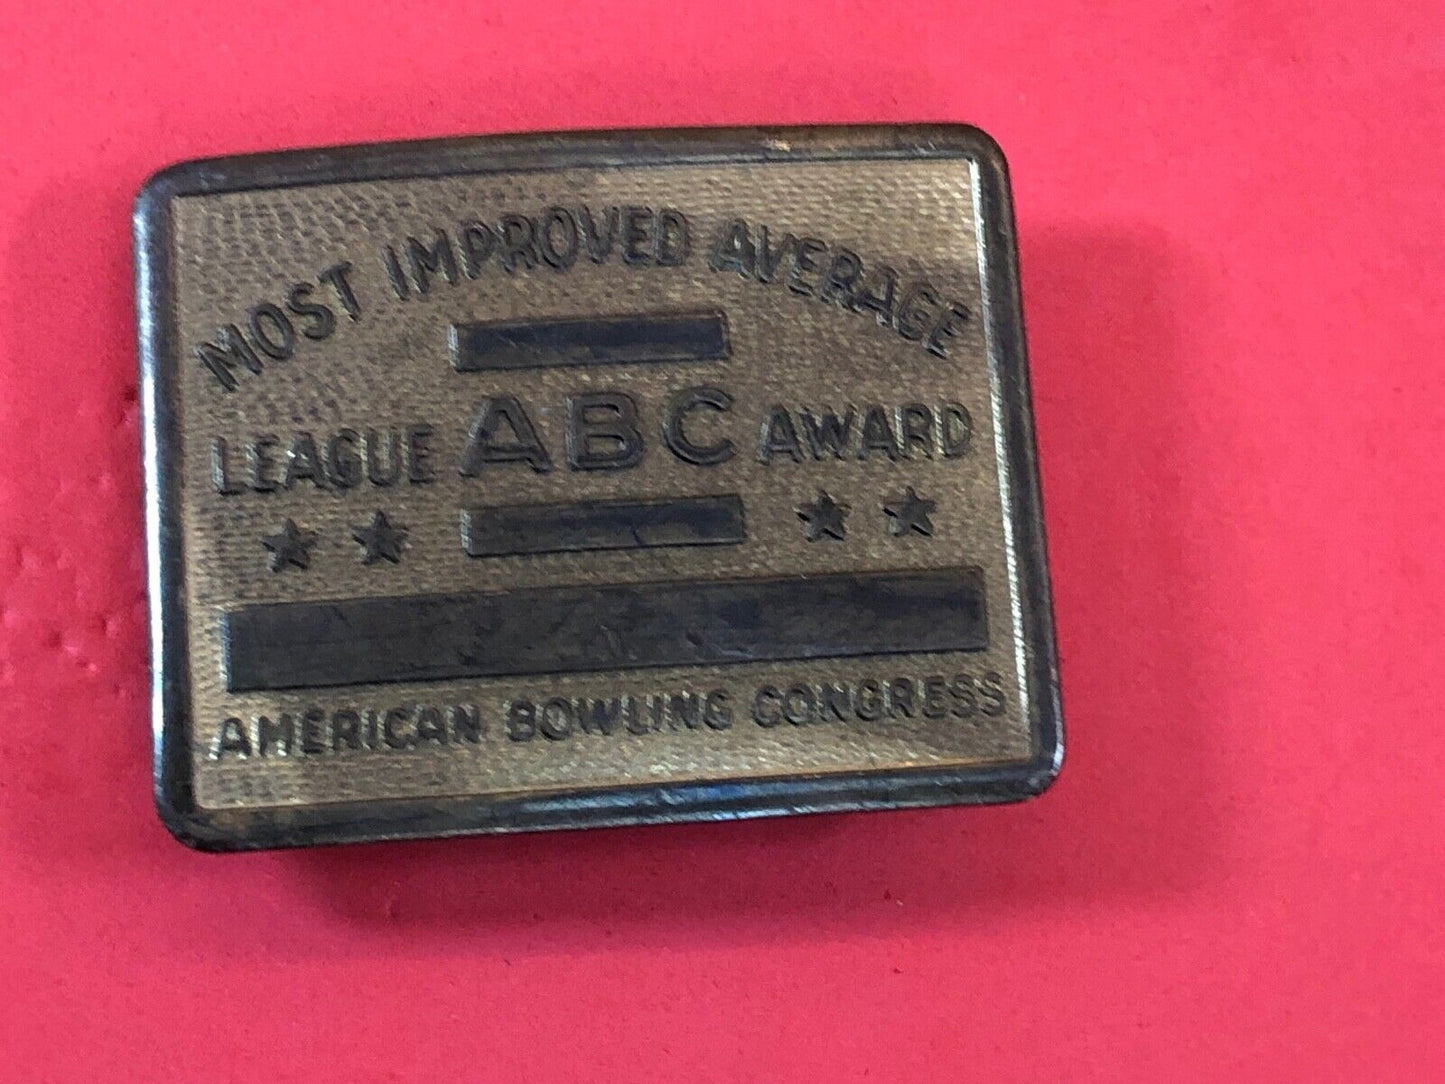 MOST IMPROVED AVERAGE
LEAGUE ABC AWARD
AMERICAN BOWLING CONGRESS